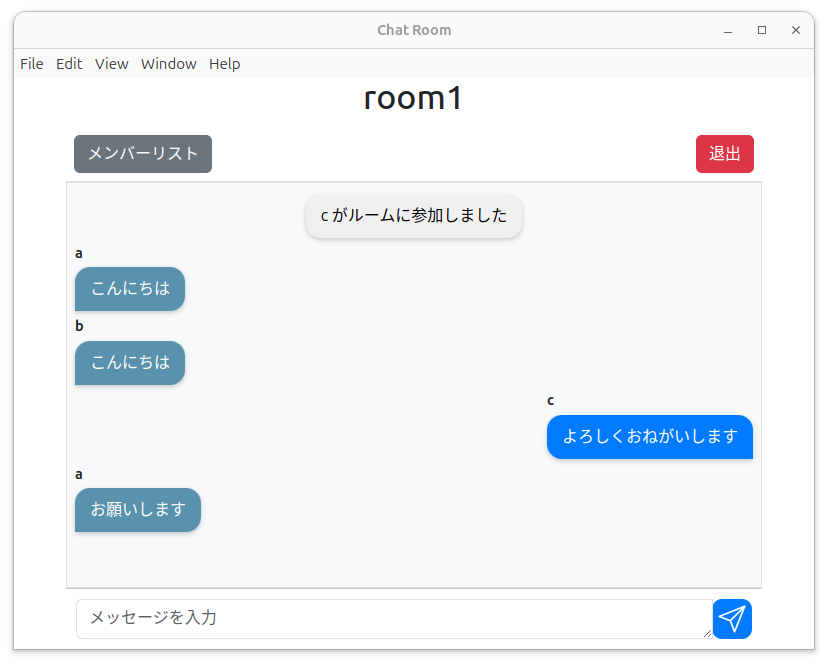 Chat Room
File Edit View Window Help
room1
メンバーリスト 退出
c がルームに参加しました
a
こんにちは
b
こんにちは
c
よろしくおねがいします
a
お願いします
メッセージを入力